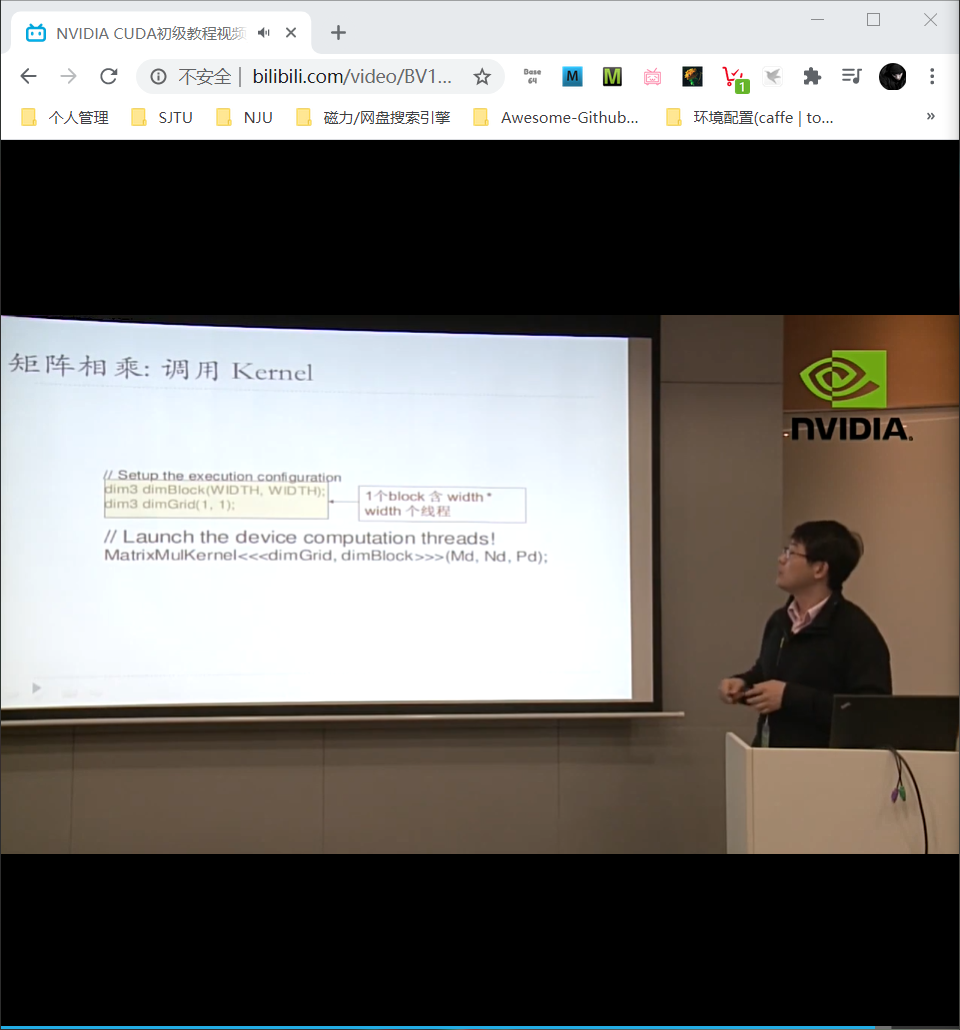 NVIDIA CUDA初级教程视频
不安全 | bilibili.com/video/BV1...
Base
64
M
M
1
个人管理
SJTU
NJU
磁力/网盘搜索引擎
Awesome-Github...
环境配置(caffe | to...
»
矩阵相乘: 调用 Kernel
// Setup the execution configuration
dim3 dimBlock(WIDTH, WIDTH);
dim3 dimGrid(1, 1);
1个block 含 width *
width 个线程
// Launch the device computation threads!
MatrixMulKernel<<<dimGrid, dimBlock>>>(Md, Nd, Pd);
NVIDIA.